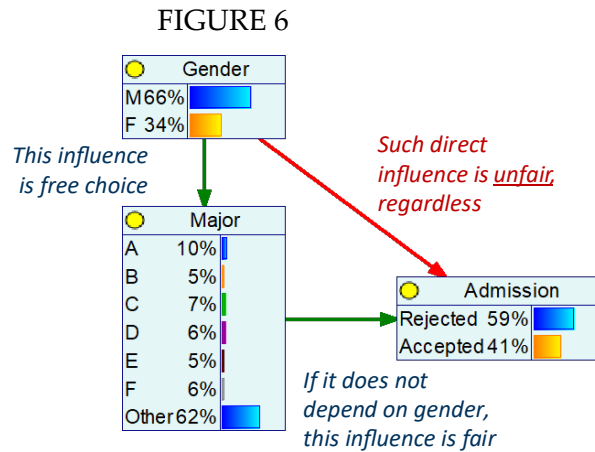 FIGURE 6
Gender
M 66%
F 34%
This influence
is free choice
Such direct
influence is unfair,
regardless
Major
A 10%
B 5%
C 7%
D 6%
E 5%
F 6%
Other 62%
Admission
Rejected 59%
Accepted 41%
If it does not
depend on gender,
this influence is fair